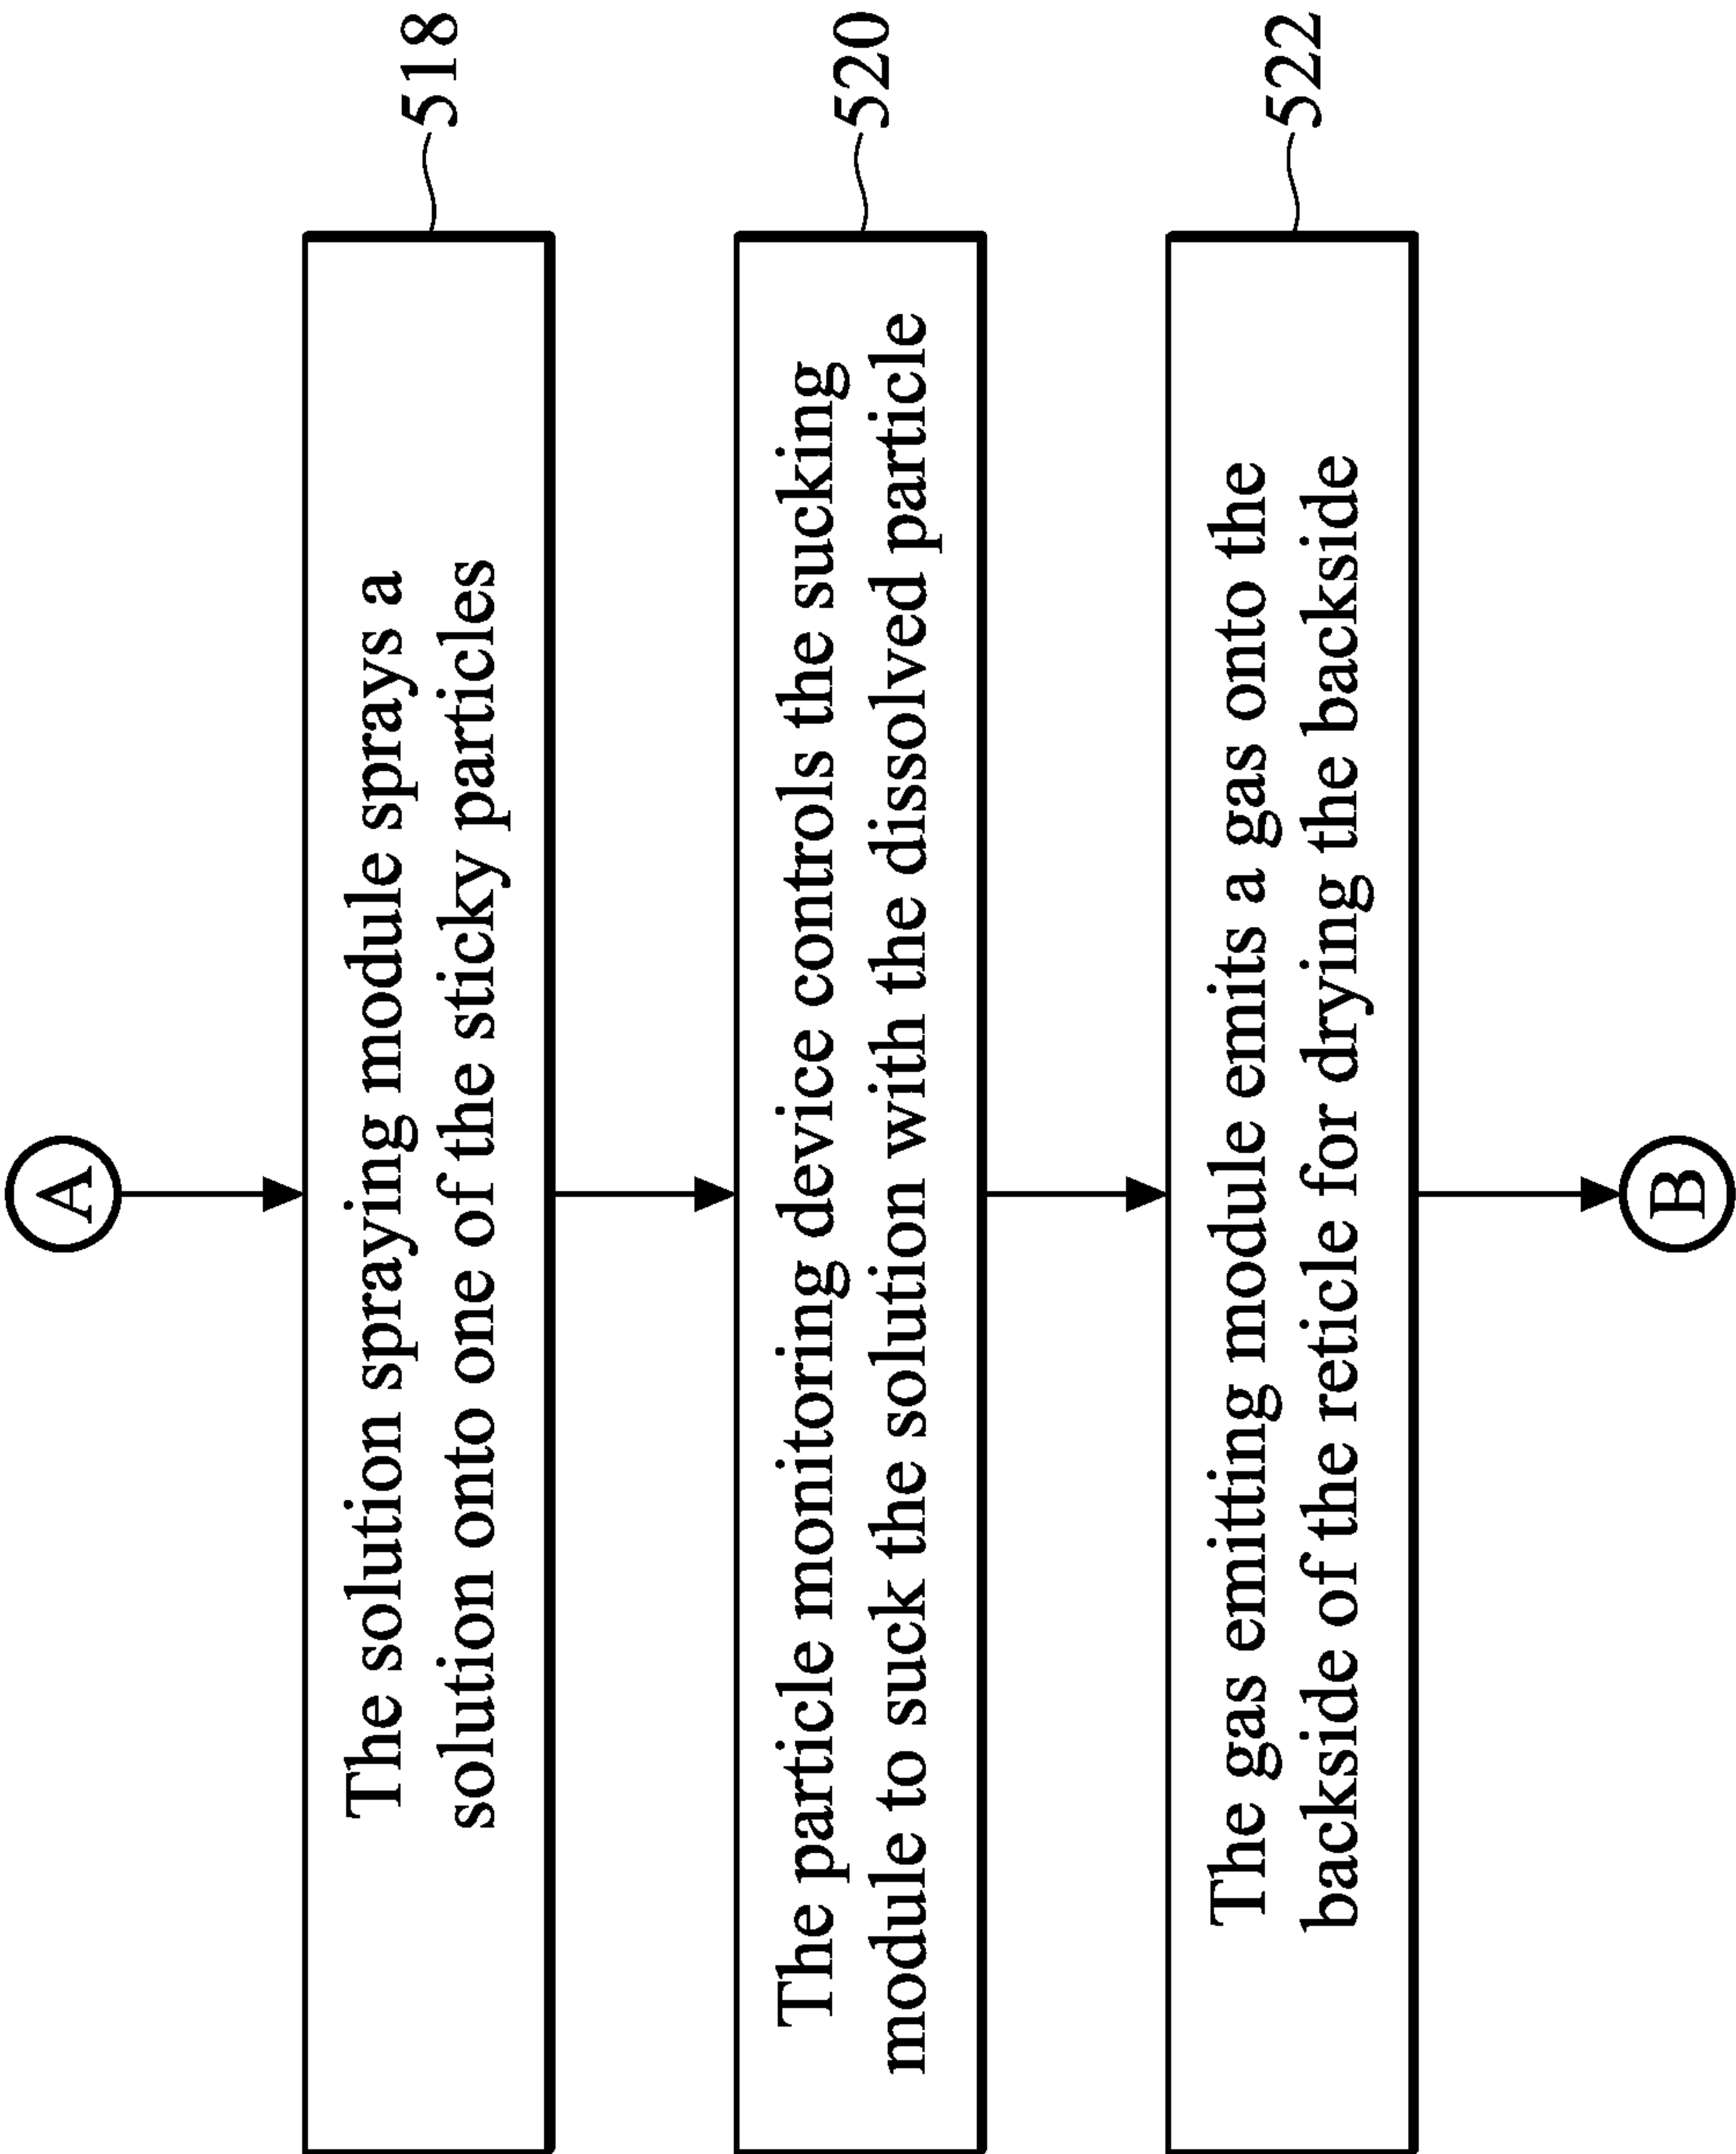 A
The solution spraying module sprays a
solution onto one of the sticky particles
518
The particle monitoring device controls the sucking
module to suck the solution with the dissolved particle
520
The gas emitting module emits a gas onto the
backside of the reticle for drying the backside
522
B